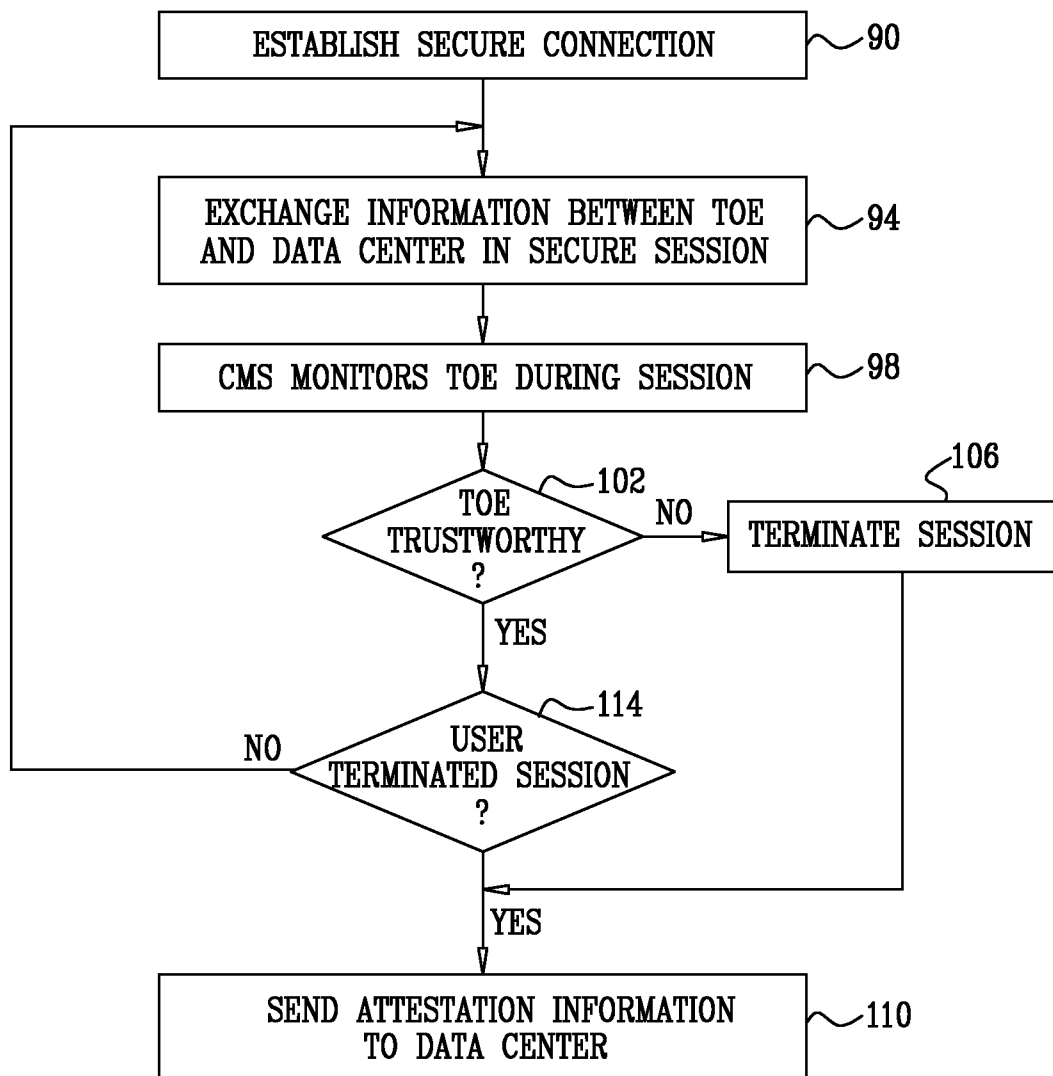 ESTABLISH SECURE CONNECTION
90
EXCHANGE INFORMATION BETWEEN TOE
AND DATA CENTER IN SECURE SESSION
94
CMS MONITORS TOE DURING SESSION
98
102
TOE
TRUSTWORTHY
?
NO
106
TERMINATE SESSION
YES
114
USER
TERMINATED SESSION
?
NO
YES
SEND ATTESTATION INFORMATION
TO DATA CENTER
110